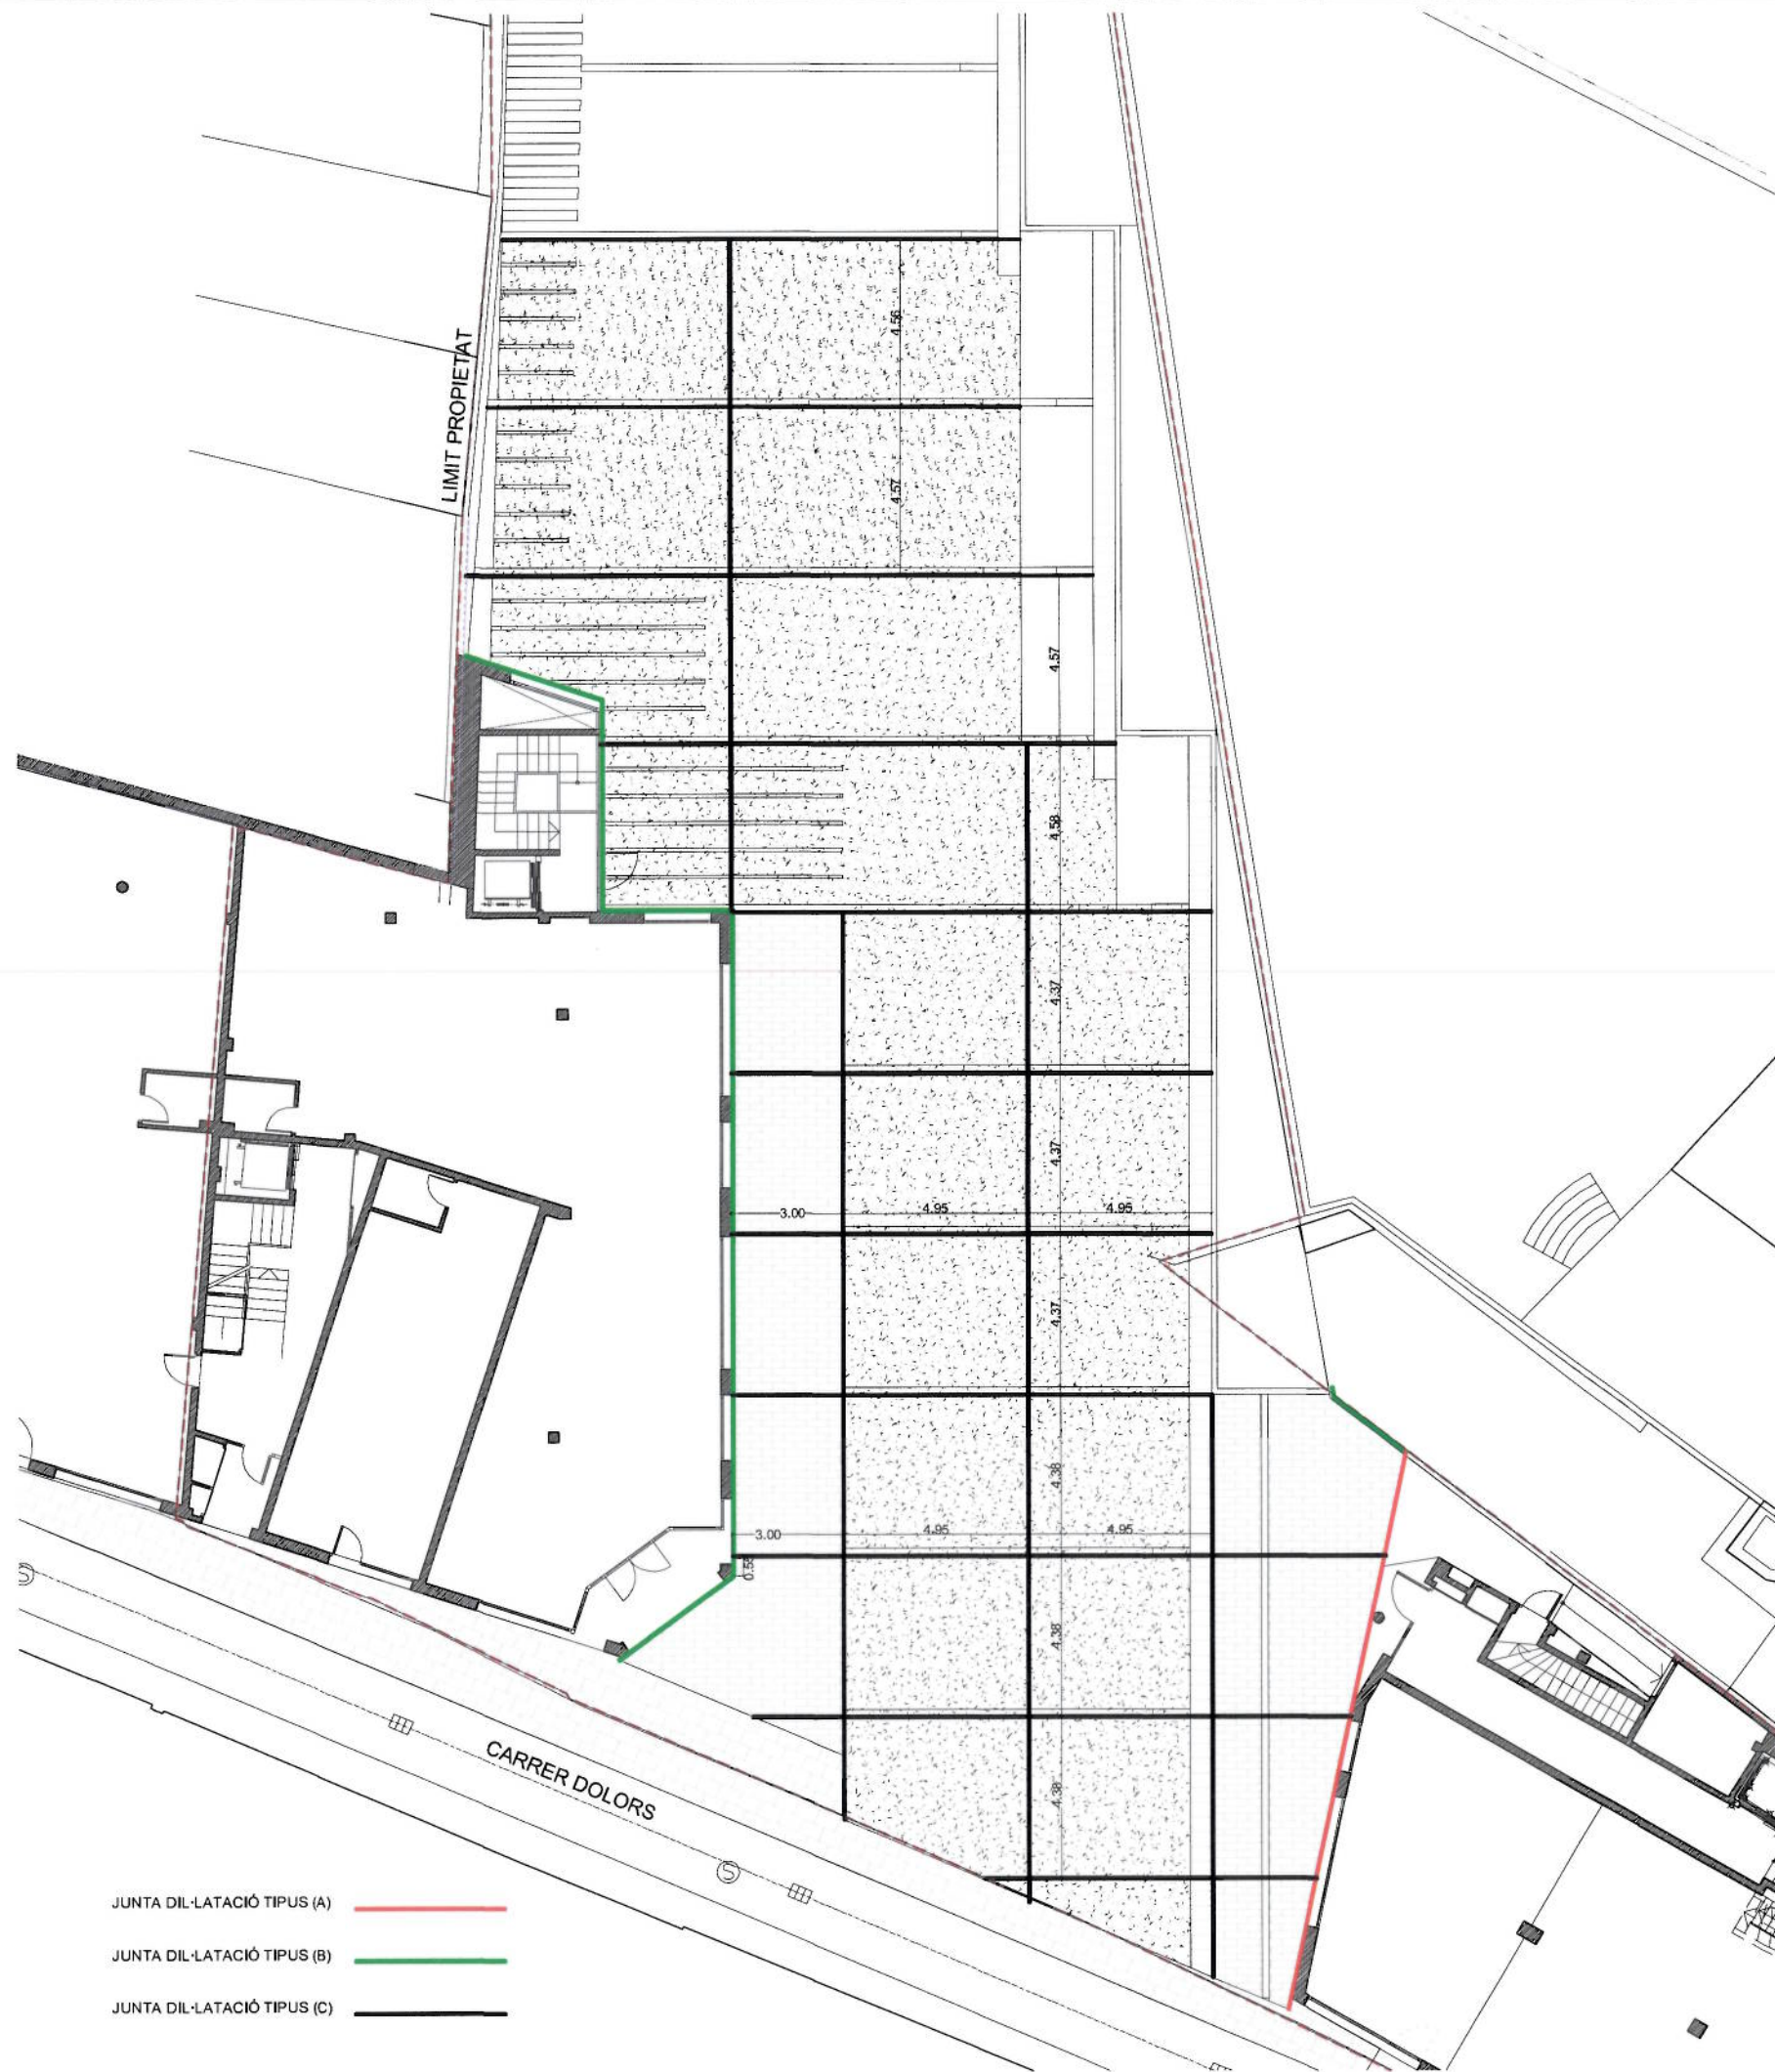 4.56
LIMIT PROPIETAT
4.57
4.57
4.58
4.37
4.37
3.00
4.95
4.95
4.37
4.38
3.00
4.95
4.95
0.55
4.38
CARRER DOLORS
4.38
S
S
JUNTA DIL·LATACIÓ TIPUS (A)
JUNTA DIL·LATACIÓ TIPUS (B)
JUNTA DIL·LATACIÓ TIPUS (C)